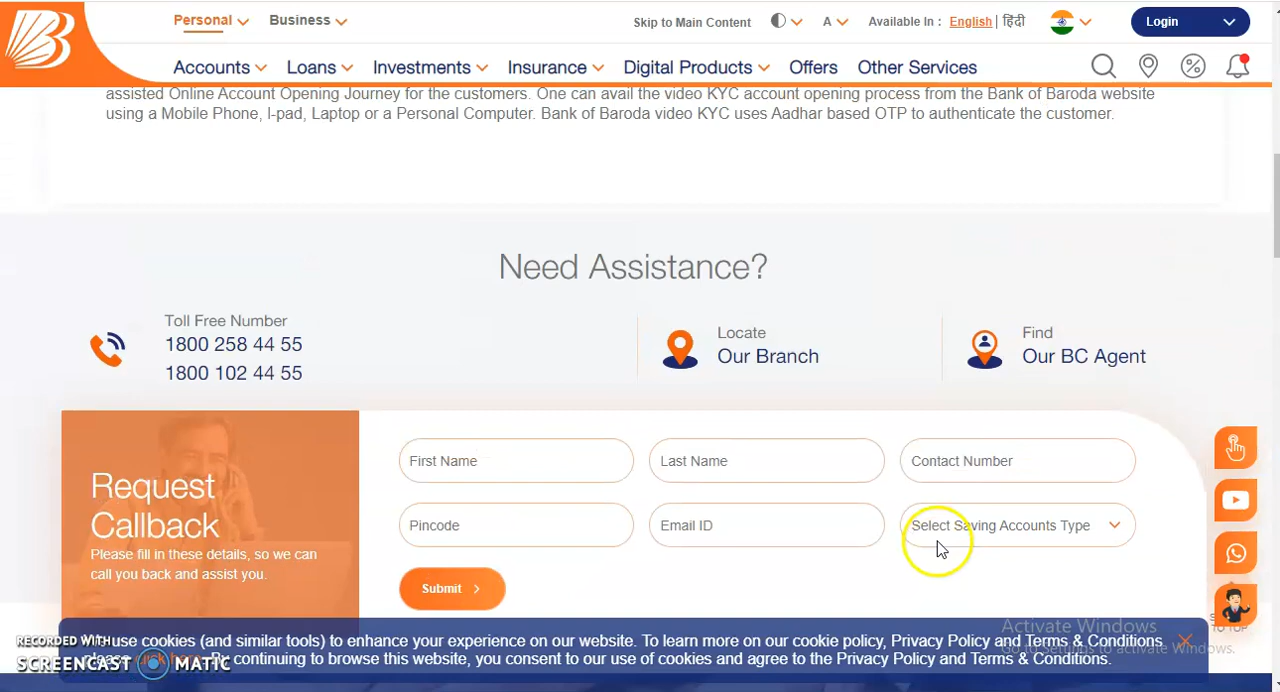 Personal Business Skip to Main Content A Available In : English | हिंदी Login
Accounts Loans Investments Insurance Digital Products Offers Other Services
assisted Online Account Opening Journey for the customers. One can avail the video KYC account opening process from the Bank of Baroda website
using a Mobile Phone, I-pad, Laptop or a Personal Computer. Bank of Baroda video KYC uses Aadhar based OTP to authenticate the customer.
Need Assistance?
Toll Free Number
1800 258 44 55
1800 102 44 55
Locate
Our Branch
Find
Our BC Agent
Request
Callback
Please fill in these details, so we can
call you back and assist you.
First Name Last Name Contact Number
Pincode Email ID Select Saving Accounts Type
Submit
use cookies (and similar tools) to enhance your experience on our website. To learn more on our cookie policy, Privacy Policy and Terms & Conditions
By continuing to browse this website, you consent to our use of cookies and agree to the Privacy Policy and Terms & Conditions.
Activate Windows
Go to Settings to activate Windows.
TO TOP
RECORDED WITH
SCREENCAST MATIC